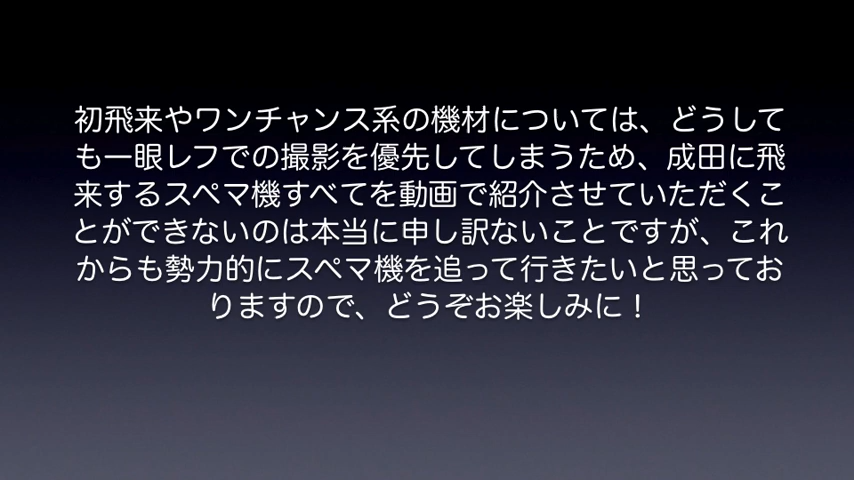 初飛来やワンチャンス系の機材については、どうして
も一眼レフでの撮影を優先してしまうため、成田に飛
来するスペマ機すべてを動画で紹介させていただくこ
とができないのは本当に申し訳ないことですが、これ
からも勢力的にスペマ機を追って行きたいと思ってお
りますので、どうぞお楽しみに！